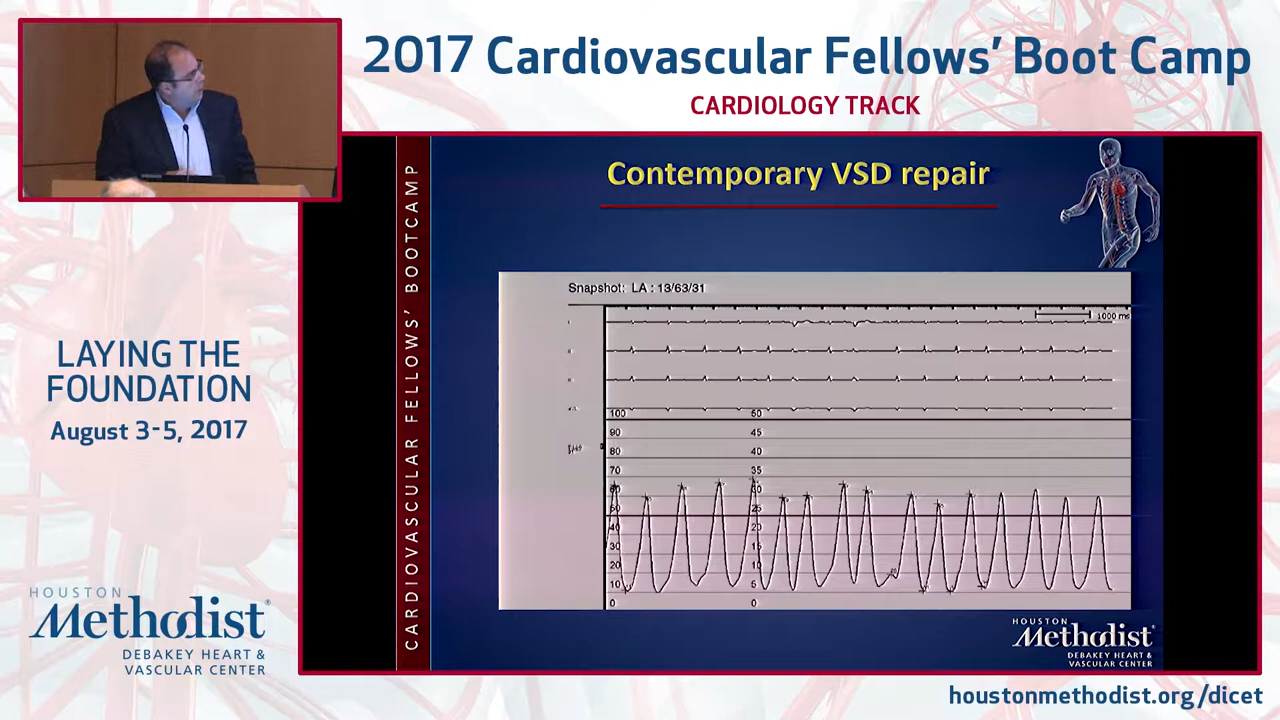 2017 Cardiovascular Fellows’ Boot Camp
CARDIOLOGY TRACK
LAYING THE
FOUNDATION
August 3-5, 2017
HOUSTON
Methodist®
DEBAKEY HEART &
VASCULAR CENTER
CARDIOVASCULAR FELLOWS’ BOOTCAMP
Contemporary VSD repair
Snapshot: LA : 13/63/31
1000 ms
100 50
90 45
80 40
70 35
60 30
50 25
40 20
30 15
20 10
10 5
0 0
HOUSTON
Methodist®
DEBAKEY HEART &
VASCULAR CENTER
houstonmethodist.org/dicet